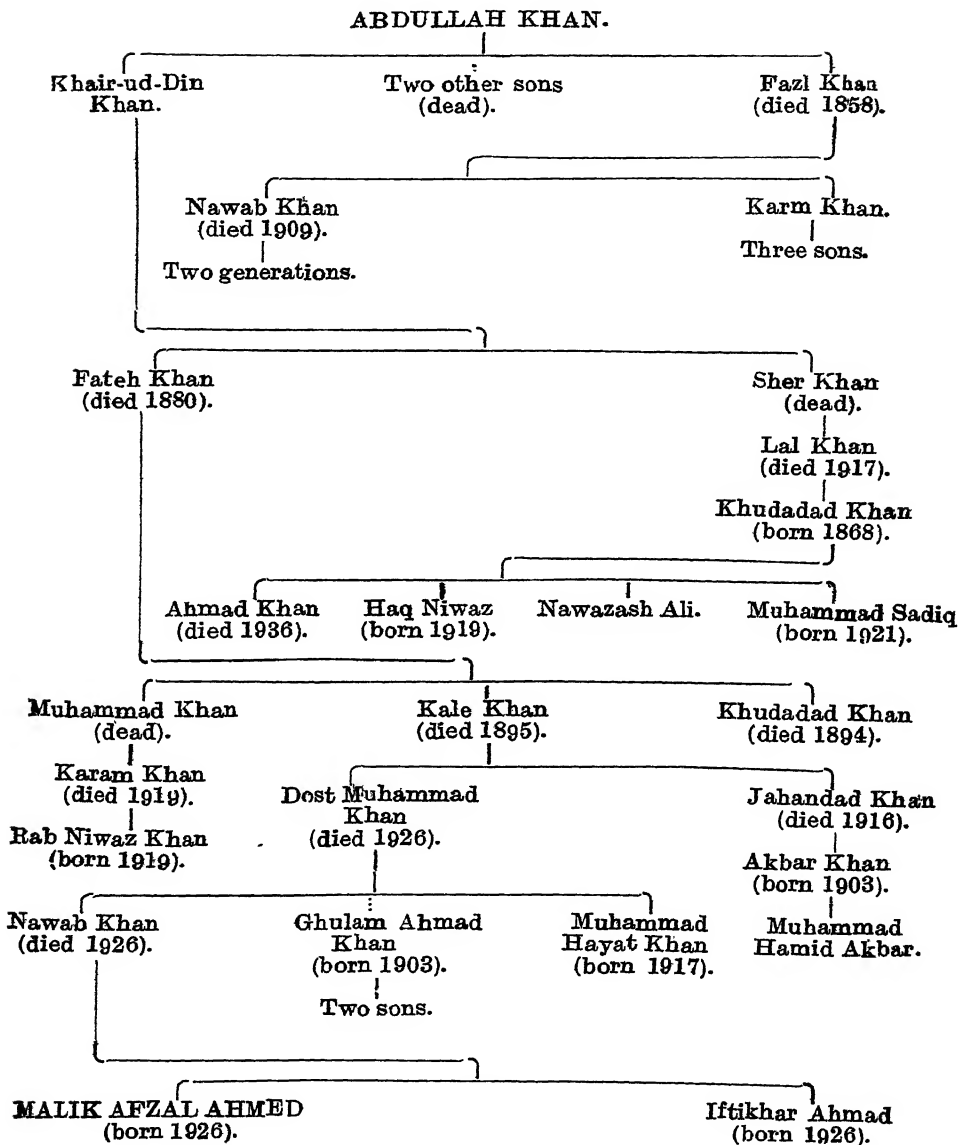 ABDULLAH KHAN.
Khair-ud-Din
Khan.
Two other sons
(dead).
Fazl Khan
(died 1858).
Nawab Khan
(died 1909).
Two generations.
Karm Khan.
Three sons.
Fateh Khan
(died 1880).
Sher Khan
(dead).
Lal Khan
(died 1917).
Khudadad Khan
(born 1868).
Ahmad Khan
(died 1936).
Haq Niwaz
(born 1919).
Nawazash Ali.
Muhammad Sadiq
(born 1921).
Muhammad Khan
(dead).
Kale Khan
(died 1895).
Khudadad Khan
(died 1894).
Karam Khan
(died 1919).
Rab Niwaz Khan
(born 1919).
Dost Muhammad
Khan
(died 1926).
Jahandad Khan
(died 1916).
Akbar Khan
(born 1903).
Muhammad
Hamid Akbar.
Nawab Khan
(died 1926).
Ghulam Ahmad
Khan
(born 1903).
Two sons.
Muhammad
Hayat Khan
(born 1917).
MALIK AFZAL AHMED
(born 1926).
Iftikhar Ahmad
(born 1926).